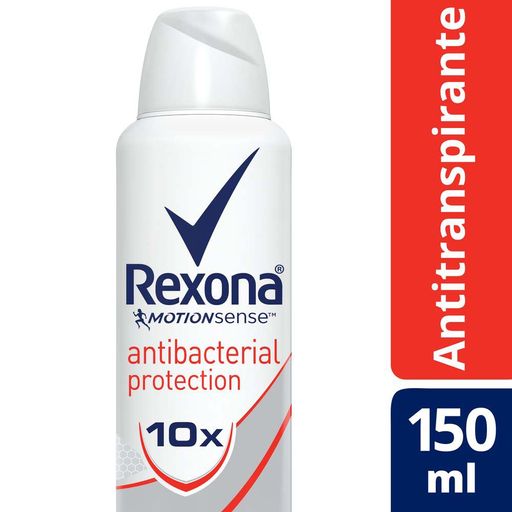 Rexona®
MOTIONsense™
antibacterial
protection
10x
Antitranspirante
150
ml